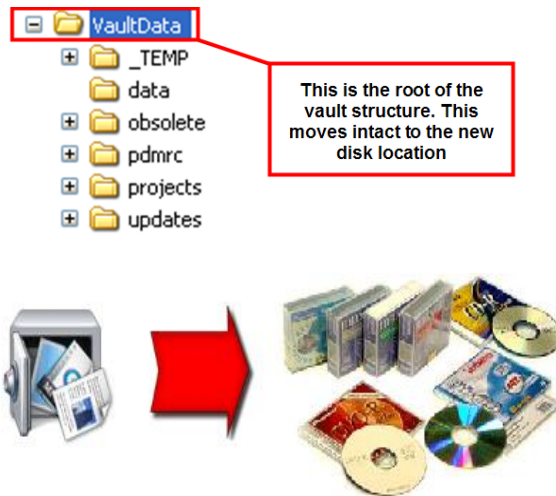 VaultData
_TEMP
data
obsolete
pdmrc
projects
updates
This is the root of the
vault structure. This
moves intact to the new
disk location